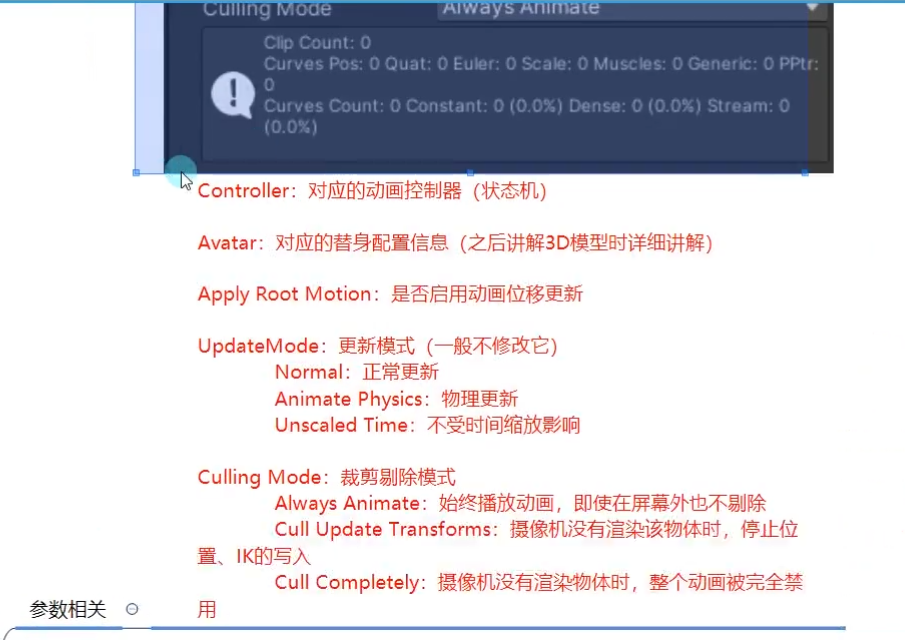 Culling Mode Always Animate
Clip Count: 0
Curves Pos: 0 Quat: 0 Euler: 0 Scale: 0 Muscles: 0 Generic: 0 PPtr:
0
Curves Count: 0 Constant: 0 (0.0%) Dense: 0 (0.0%) Stream: 0
(0.0%)
Controller：对应的动画控制器（状态机）
Avatar：对应的替身配置信息（之后讲解3D模型时详细讲解）
Apply Root Motion：是否启用动画位移更新
UpdateMode：更新模式（一般不修改它）
Normal：正常更新
Animate Physics：物理更新
Unscaled Time：不受时间缩放影响
Culling Mode：裁剪剔除模式
Always Animate：始终播放动画，即使在屏幕外也不剔除
Cull Update Transforms：摄像机没有渲染该物体时，停止位
置、IK的写入
Cull Completely：摄像机没有渲染物体时，整个动画被完全禁
用
参数相关